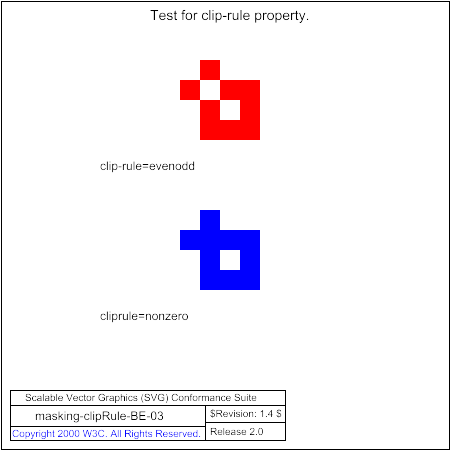 Test for clip-rule property.
clip-rule=evenodd
cliprule=nonzero
Scalable Vector Graphics (SVG) Conformance Suite
masking-clipRule-BE-03
$Revision: 1.4 $
Copyright 2000 W3C. All Rights Reserved.
Release 2.0